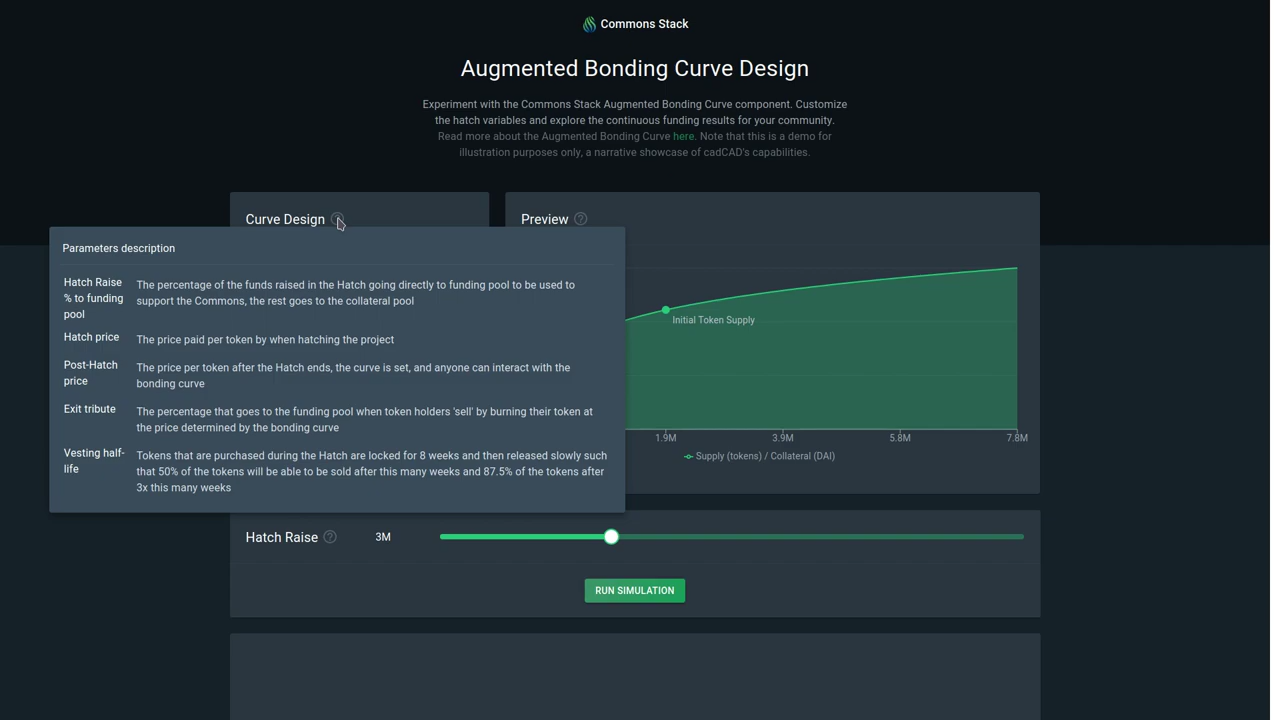 Commons Stack
Augmented Bonding Curve Design
Experiment with the Commons Stack Augmented Bonding Curve component. Customize
the hatch variables and explore the continuous funding results for your community.
Read more about the Augmented Bonding Curve here. Note that this is a demo for
illustration purposes only, a narrative showcase of cadCAD's capabilities.
Curve Design ?
Preview ?
Parameters description
Hatch Raise
% to funding
pool
The percentage of the funds raised in the Hatch going directly to funding pool to be used to
support the Commons, the rest goes to the collateral pool
Hatch price
The price paid per token by when hatching the project
Post-Hatch
price
The price per token after the Hatch ends, the curve is set, and anyone can interact with the
bonding curve
Exit tribute
The percentage that goes to the funding pool when token holders 'sell' by burning their token at
the price determined by the bonding curve
Vesting half-
life
Tokens that are purchased during the Hatch are locked for 8 weeks and then released slowly such
that 50% of the tokens will be able to be sold after this many weeks and 87.5% of the tokens after
3x this many weeks
Initial Token Supply
1.9M 3.9M 5.8M 7.8M
Supply (tokens) / Collateral (DAI)
Hatch Raise ? 3M
RUN SIMULATION